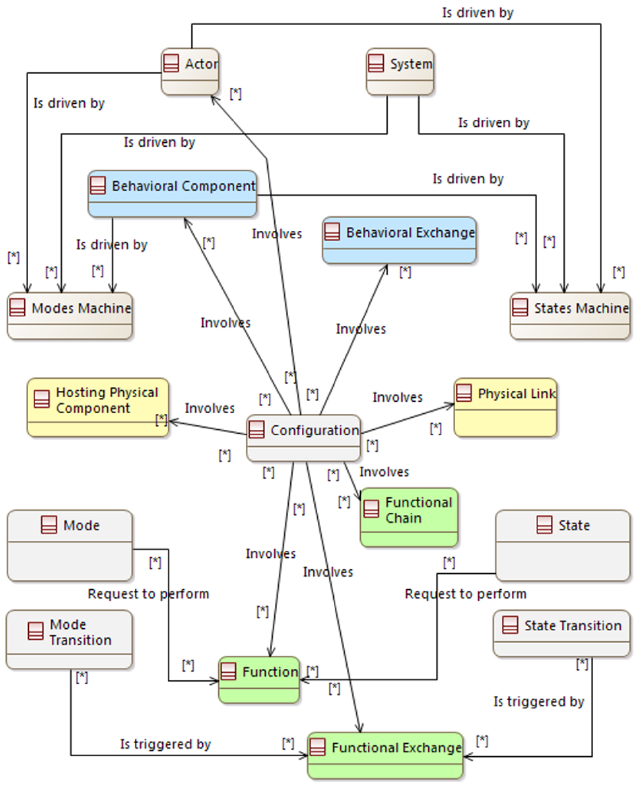 Is driven by
Actor
System
[*]
Is driven by
Is driven by
Is driven by
Behavioral Component
Is driven by
Involves
Behavioral Exchange
[*]
Is driven by
[*]
[*]
[*]
[*]
[*]
[*]
[*]
[*]
Modes Machine
States Machine
Involves
Involves
[*]
Hosting Physical
Component
Involves
[*]
[*]
[*]
Involves
Physical Link
[*]
Configuration
[*]
[*]
[*]
[*]
[*]
Involves
[*]
[*]
Functional
Chain
Mode
State
Involves
[*]
[*]
Involves
Request to perform
Request to perform
[*]
Mode
Transition
State Transition
[*]
[*]
Function
[*]
[*]
[*]
[*]
Is triggered by
Is triggered by
[*]
Functional Exchange
[*]